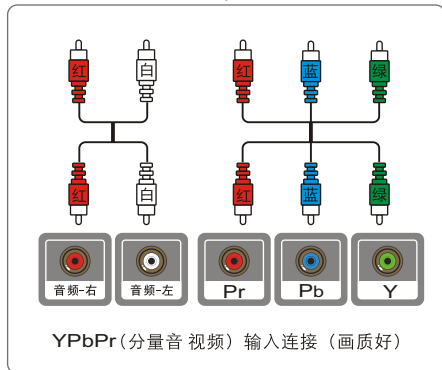 红 白 红 蓝 绿
红 白 红 蓝 绿
音频-右 音频-左 Pr Pb Y
YPbPr(分量音 视频）输入连接（画质好）